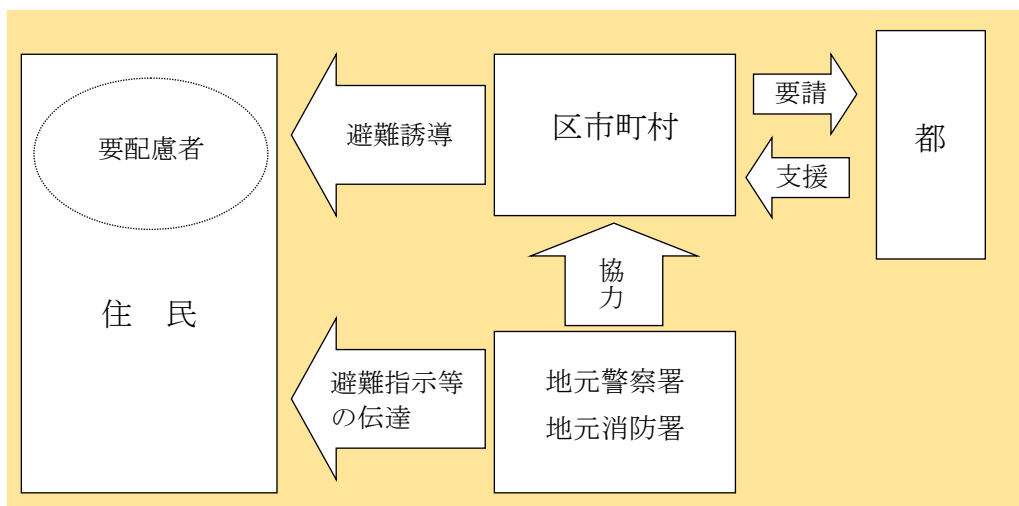 要配慮者
住　民
避難誘導
避難指示等
の伝達
区市町村
協
力
地元警察署
地元消防署
要請
支援
都